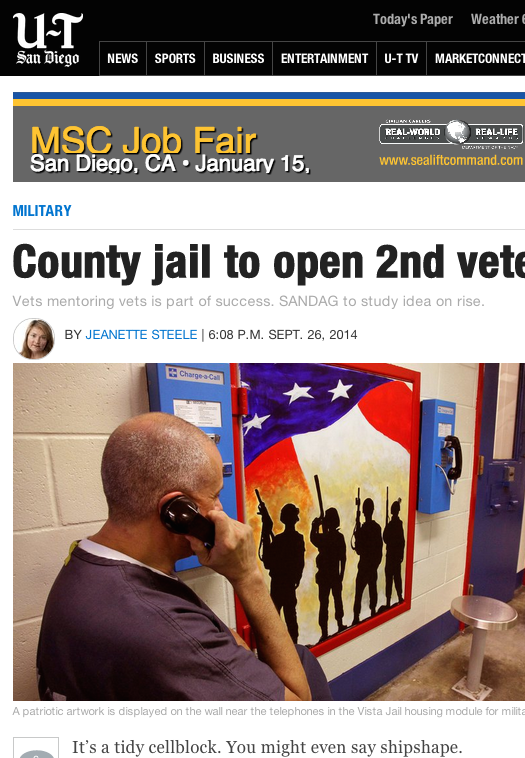 U-T
San Diego
Today's Paper Weather
NEWS SPORTS BUSINESS ENTERTAINMENT U-T TV MARKETCONNECT
MSC Job Fair
San Diego, CA • January 15,
CIVILIAN CAREERS
REAL-WORLD REAL-LIFE
DEPARTMENT OF THE NAVY
www.sealiftcommand.com
MILITARY
County jail to open 2nd vete
Vets mentoring vets is part of success. SANDAG to study idea on rise.
BY JEANETTE STEELE | 6:08 P.M. SEPT. 26, 2014
Charge-a-Call
A patriotic artwork is displayed on the wall near the telephones in the Vista Jail housing module for milita
It's a tidy cellblock. You might even say shipshape.